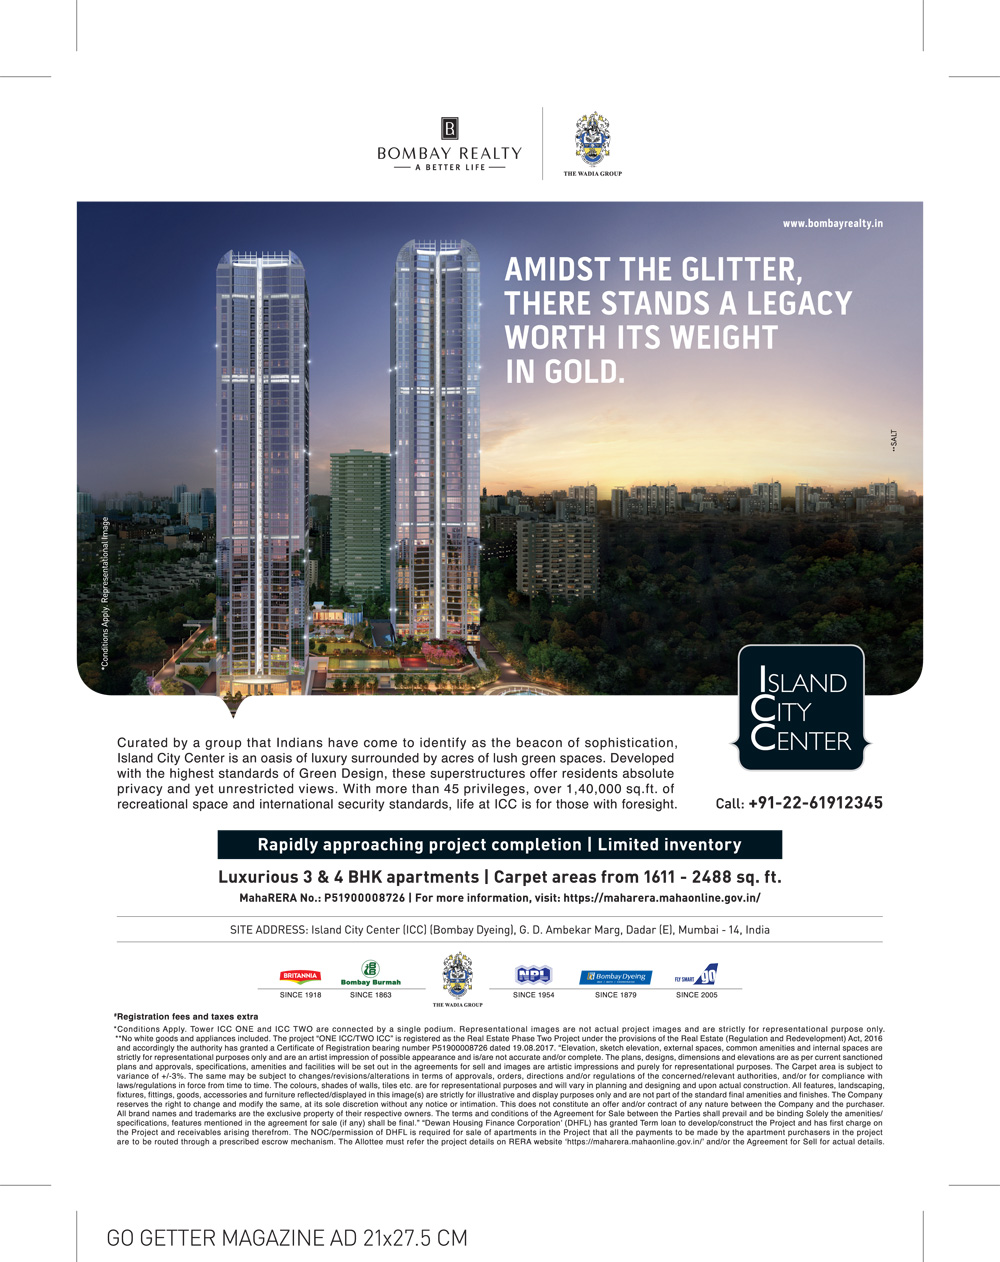 B
BOMBAY REALTY
A BETTER LIFE
THE WADIA GROUP
www.bombayrealty.in
AMIDST THE GLITTER,
THERE STANDS A LEGACY
WORTH ITS WEIGHT
IN GOLD.
**SALT
*Conditions Apply. Representational Image
ISLAND
CITY
CENTER
Curated by a group that Indians have come to identify as the beacon of sophistication,
Island City Center is an oasis of luxury surrounded by acres of lush green spaces. Developed
with the highest standards of Green Design, these superstructures offer residents absolute
privacy and yet unrestricted views. With more than 45 privileges, over 1,40,000 sq.ft. of
recreational space and international security standards, life at ICC is for those with foresight.
Call: +91-22-61912345
Rapidly approaching project completion | Limited inventory
Luxurious 3 & 4 BHK apartments | Carpet areas from 1611 - 2488 sq. ft.
MahaRERA No.: P51900008726 | For more information, visit: https://maharera.mahaonline.gov.in/
SITE ADDRESS: Island City Center (ICC) (Bombay Dyeing), G. D. Ambekar Marg, Dadar (E), Mumbai - 14, India
BRITANNIA
SINCE 1918
Bombay Burmah
SINCE 1863
THE WADIA GROUP
NPL
SINCE 1954
Bombay Dyeing
SINCE 1879
FLY SMART go
SINCE 2005
#Registration fees and taxes extra
*Conditions Apply. Tower ICC ONE and ICC TWO are connected by a single podium. Representational images are not actual project images and are strictly for representational purpose only.
**No white goods and appliances included. The project "ONE ICC/TWO ICC" is registered as the Real Estate Phase Two Project under the provisions of the Real Estate (Regulation and Redevelopment) Act, 2016
and accordingly the authority has granted a Certificate of Registration bearing number P51900008726 dated 19.08.2017. "Elevation, sketch elevation, external spaces, common amenities and internal spaces are
strictly for representational purposes only and are an artist impression of possible appearance and is/are not accurate and/or complete. The plans, designs, dimensions and elevations are as per current sanctioned
plans and approvals, specifications, amenities and facilities will be set out in the agreements for sell and images are artistic impressions and purely for representational purposes. The Carpet area is subject to
variance of +/-3%. The same may be subject to changes/revisions/alterations in terms of approvals, orders, directions and/or regulations of the concerned/relevant authorities, and/or for compliance with
laws/regulations in force from time to time. The colours, shades of walls, tiles etc. are for representational purposes and will vary in planning and designing and upon actual construction. All features, landscaping,
fixtures, fittings, goods, accessories and furniture reflected/displayed in this image(s) are strictly for illustrative and display purposes only and are not part of the standard final amenities and finishes. The Company
reserves the right to change and modify the same, at its sole discretion without any notice or intimation. This does not constitute an offer and/or contract of any nature between the Company and the purchaser.
All brand names and trademarks are the exclusive property of their respective owners. The terms and conditions of the Agreement for Sale between the Parties shall prevail and be binding Solely the amenities/
specifications, features mentioned in the agreement for sale (if any) shall be final." "Dewan Housing Finance Corporation' (DHFL) has granted Term loan to develop/construct the Project and has first charge on
the Project and receivables arising therefrom. The NOC/permission of DHFL is required for sale of apartments in the Project that all the payments to be made by the apartment purchasers in the project
are to be routed through a prescribed escrow mechanism. The Allottee must refer the project details on RERA website 'https://maharera.mahaonline.gov.in/' and/or the Agreement for Sell for actual details.
GO GETTER MAGAZINE AD 21x27.5 CM